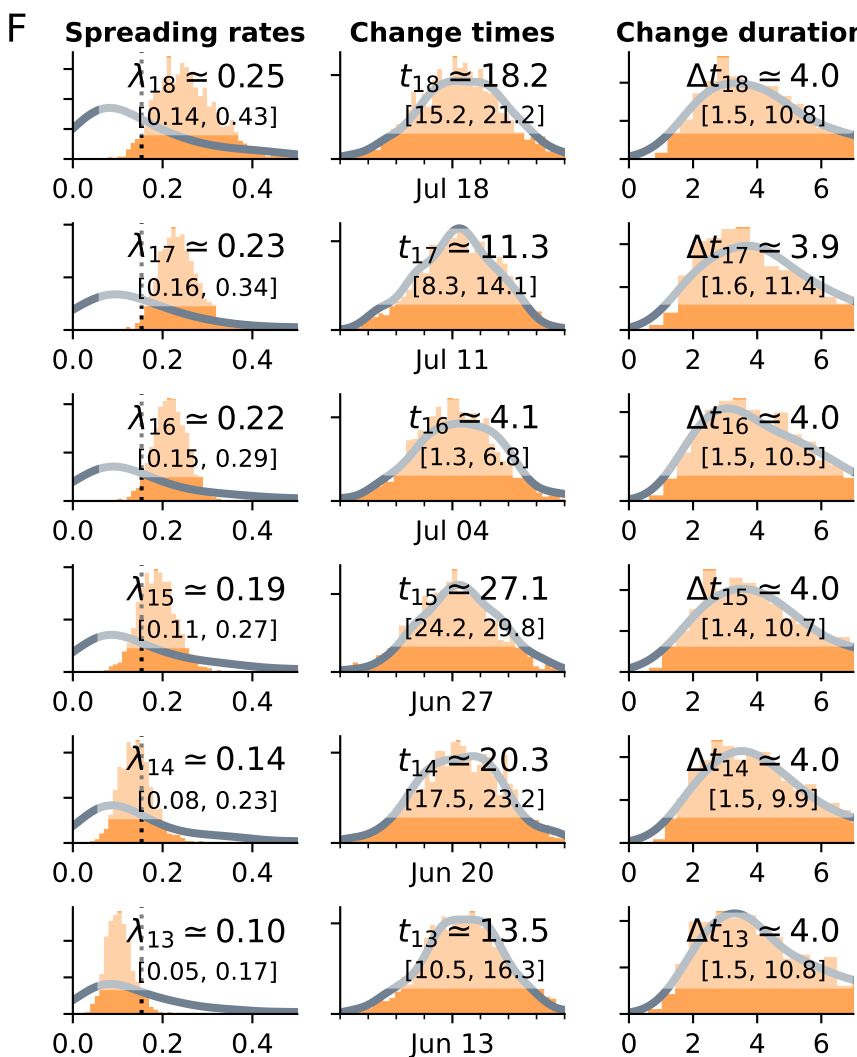 F
Spreading rates Change times Change duration
λ18 ≃ 0.25 t18 ≃ 18.2 Δt18 ≃ 4.0
[0.14, 0.43] [15.2, 21.2] [1.5, 10.8]
0.0 0.2 0.4 Jul 18 0 2 4 6
λ17 ≃ 0.23 t17 ≃ 11.3 Δt17 ≃ 3.9
[0.16, 0.34] [8.3, 14.1] [1.6, 11.4]
0.0 0.2 0.4 Jul 11 0 2 4 6
λ16 ≃ 0.22 t16 ≃ 4.1 Δt16 ≃ 4.0
[0.15, 0.29] [1.3, 6.8] [1.5, 10.5]
0.0 0.2 0.4 Jul 04 0 2 4 6
λ15 ≃ 0.19 t15 ≃ 27.1 Δt15 ≃ 4.0
[0.11, 0.27] [24.2, 29.8] [1.4, 10.7]
0.0 0.2 0.4 Jun 27 0 2 4 6
λ14 ≃ 0.14 t14 ≃ 20.3 Δt14 ≃ 4.0
[0.08, 0.23] [17.5, 23.2] [1.5, 9.9]
0.0 0.2 0.4 Jun 20 0 2 4 6
λ13 ≃ 0.10 t13 ≃ 13.5 Δt13 ≃ 4.0
[0.05, 0.17] [10.5, 16.3] [1.5, 10.8]
0.0 0.2 0.4 Jun 13 0 2 4 6